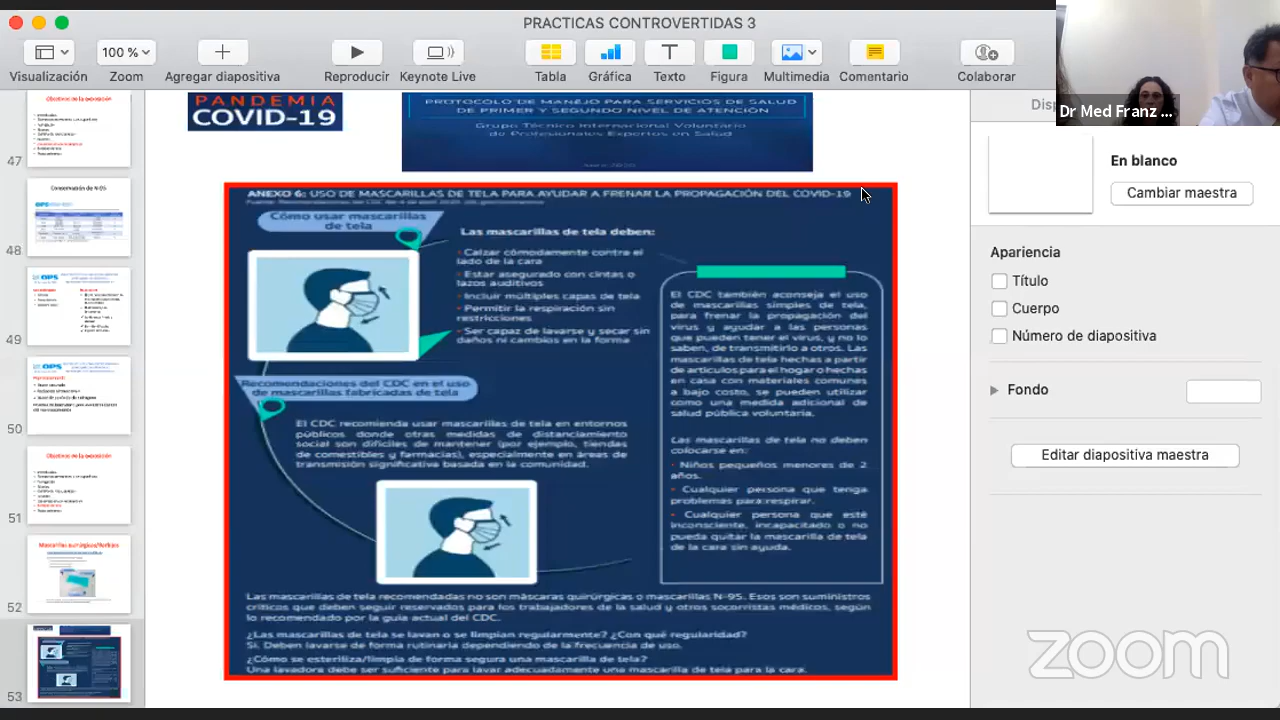 PRACTICAS CONTROVERTIDAS 3
100 %
Visualización
Zoom
Agregar diapositiva
Reproducir
Keynote Live
Tabla
Gráfica
Texto
Figura
Multimedia
Comentario
Colaborar
Dr Abel Sanz ...
47
Conservación de N-95
48
OPS
49
OPS
50
Objetivos de la exposición
51
52
53
PANDEMIA
COVID-19
PROTOCOLO DE MANEJO PARA SERVICIOS DE SALUD
DE PRIMER Y SEGUNDO NIVEL DE ATENCIÓN
Grupo Técnico Internacional Voluntario
de Profesionales Expertos en Salud
ANEXO 6: USO DE MASCARILLAS DE TELA PARA AYUDAR A FRENAR LA PROPAGACIÓN DEL COVID-19
Cómo usar mascarillas
de tela
Las mascarillas de tela deben:
• Calzar cómodamente contra el
lado de la cara
• Estar asegurado con cintas o
lazos auditivos
• Incluir múltiples capas de tela
• Permitir la respiración sin
restricciones
• Ser capaz de lavarse y secar sin
daños ni cambios en la forma
Recomendaciones del CDC en el uso
de mascarillas fabricadas de tela
El CDC recomienda usar mascarillas de tela en entornos
públicos donde otras medidas de distanciamiento
social son difíciles de mantener (por ejemplo, tiendas
de comestibles y farmacias), especialmente en áreas de
transmisión significativa basada en la comunidad.
El CDC también aconseja el uso
de mascarillas simples de tela,
para frenar la propagación del
virus y ayudar a las personas
que pueden tener el virus, y no lo
saben, de transmitirlo a otros. Las
mascarillas de tela hechas a partir
de artículos para el hogar o hechas
en casa con materiales comunes
a bajo costo, se pueden utilizar
como una medida adicional de
salud pública voluntaria.
Las mascarillas de tela no deben
colocarse en:
• Niños pequeños menores de 2
años.
• Cualquier persona que tenga
problemas para respirar.
• Cualquier persona que esté
inconsciente, incapacitado o no
pueda quitar la mascarilla de tela
de la cara sin ayuda.
Las mascarillas de tela recomendadas no son máscaras quirúrgicas o mascarillas N-95. Esos son suministros
críticos que deben seguir reservados para los trabajadores de la salud y otros socorristas médicos, según
lo recomendado por la guía actual del CDC.
¿Las mascarillas de tela se lavan o se limpian regularmente? ¿Con qué regularidad?
Si. Deben lavarse de forma rutinaria dependiendo de la frecuencia de uso.
¿Cómo se esteriliza/limpia de forma segura una mascarilla de tela?
Una lavadora debe ser suficiente para lavar adecuadamente una mascarilla de tela para la cara.
En blanco
Cambiar maestra
Apariencia
Título
Cuerpo
Número de diapositiva
Fondo
Editar diapositiva maestra
zoom